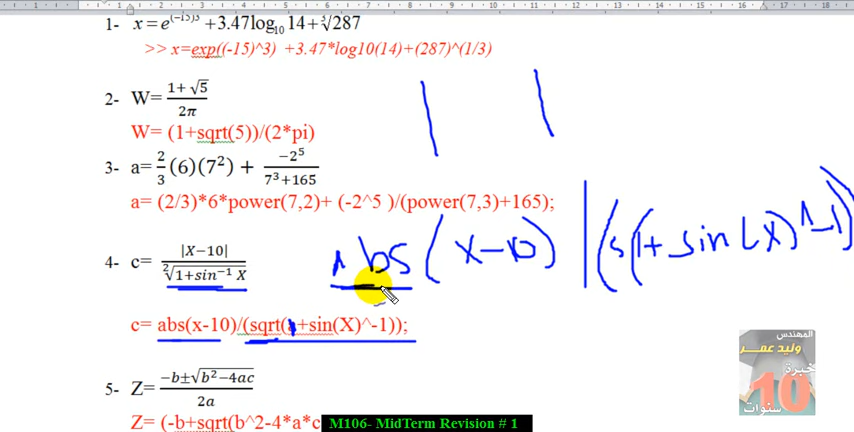 1- x = e^(-15)^3 + 3.47log₁₀ 14 + ∛287
>> x=exp((-15)^3) +3.47*log10(14)+(287)^(1/3)
2- W= (1+ √5)/(2π)
W= (1+sqrt(5))/(2*pi)
3- a= 2/3 (6)(7²) + (−2⁵)/(7³+165)
a= (2/3)*6*power(7,2)+ (-2^5 )/(power(7,3)+165);
4- c= |X−10| / ²√(1+sin⁻¹ X)
Abs(x-10) | (s(1+sin(x)^-1))
c= abs(x-10)/(sqrt(1+sin(X)^-1));
5- Z= (−b±√(b²−4ac))/(2a)
Z= (-b+sqrt(b^2-4*a*c
M106- MidTerm Revision # 1
المهندس
وليد عمر
خبرة
10
سنوات